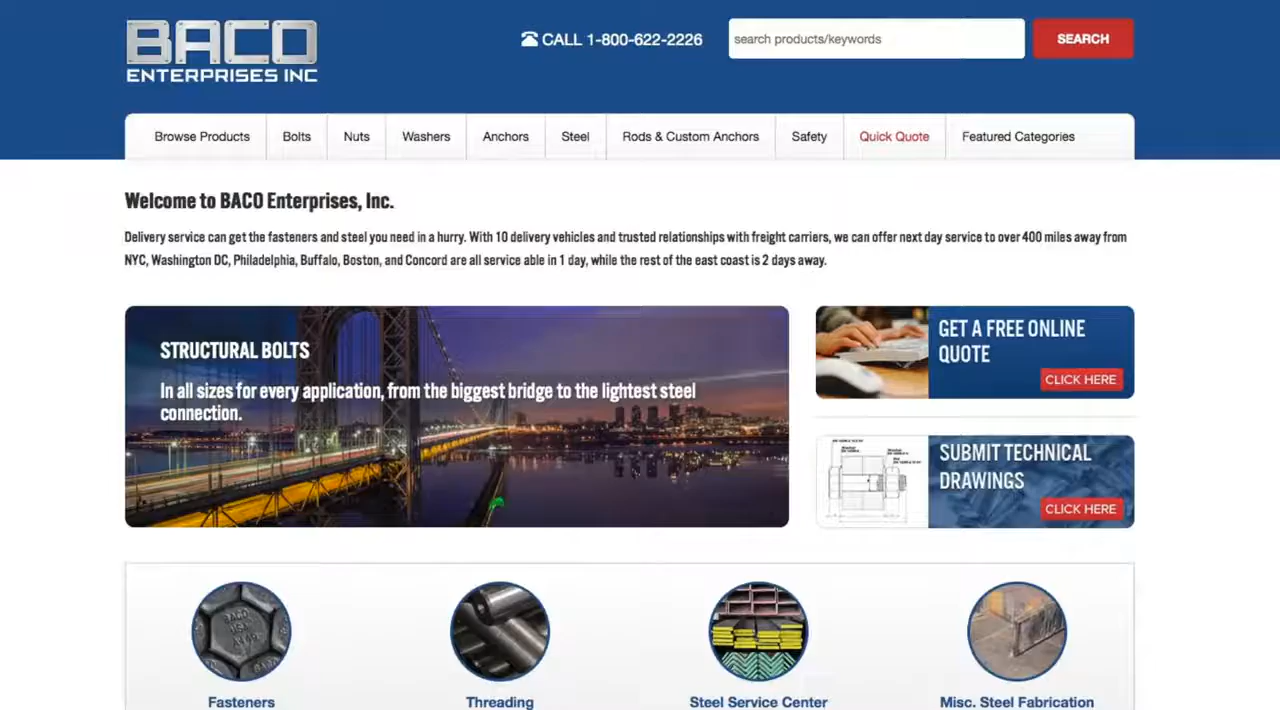 BACO
ENTERPRISES INC
CALL 1-800-622-2226
search products/keywords
SEARCH
Browse Products
Bolts
Nuts
Washers
Anchors
Steel
Rods & Custom Anchors
Safety
Quick Quote
Featured Categories
Welcome to BACO Enterprises, Inc.
Delivery service can get the fasteners and steel you need in a hurry. With 10 delivery vehicles and trusted relationships with freight carriers, we can offer next day service to over 400 miles away from
NYC, Washington DC, Philadelphia, Buffalo, Boston, and Concord are all service able in 1 day, while the rest of the east coast is 2 days away.
STRUCTURAL BOLTS
In all sizes for every application, from the biggest bridge to the lightest steel
connection.
GET A FREE ONLINE
QUOTE
CLICK HERE
SUBMIT TECHNICAL
DRAWINGS
CLICK HERE
BACO
Fasteners
Threading
Steel Service Center
Misc. Steel Fabrication